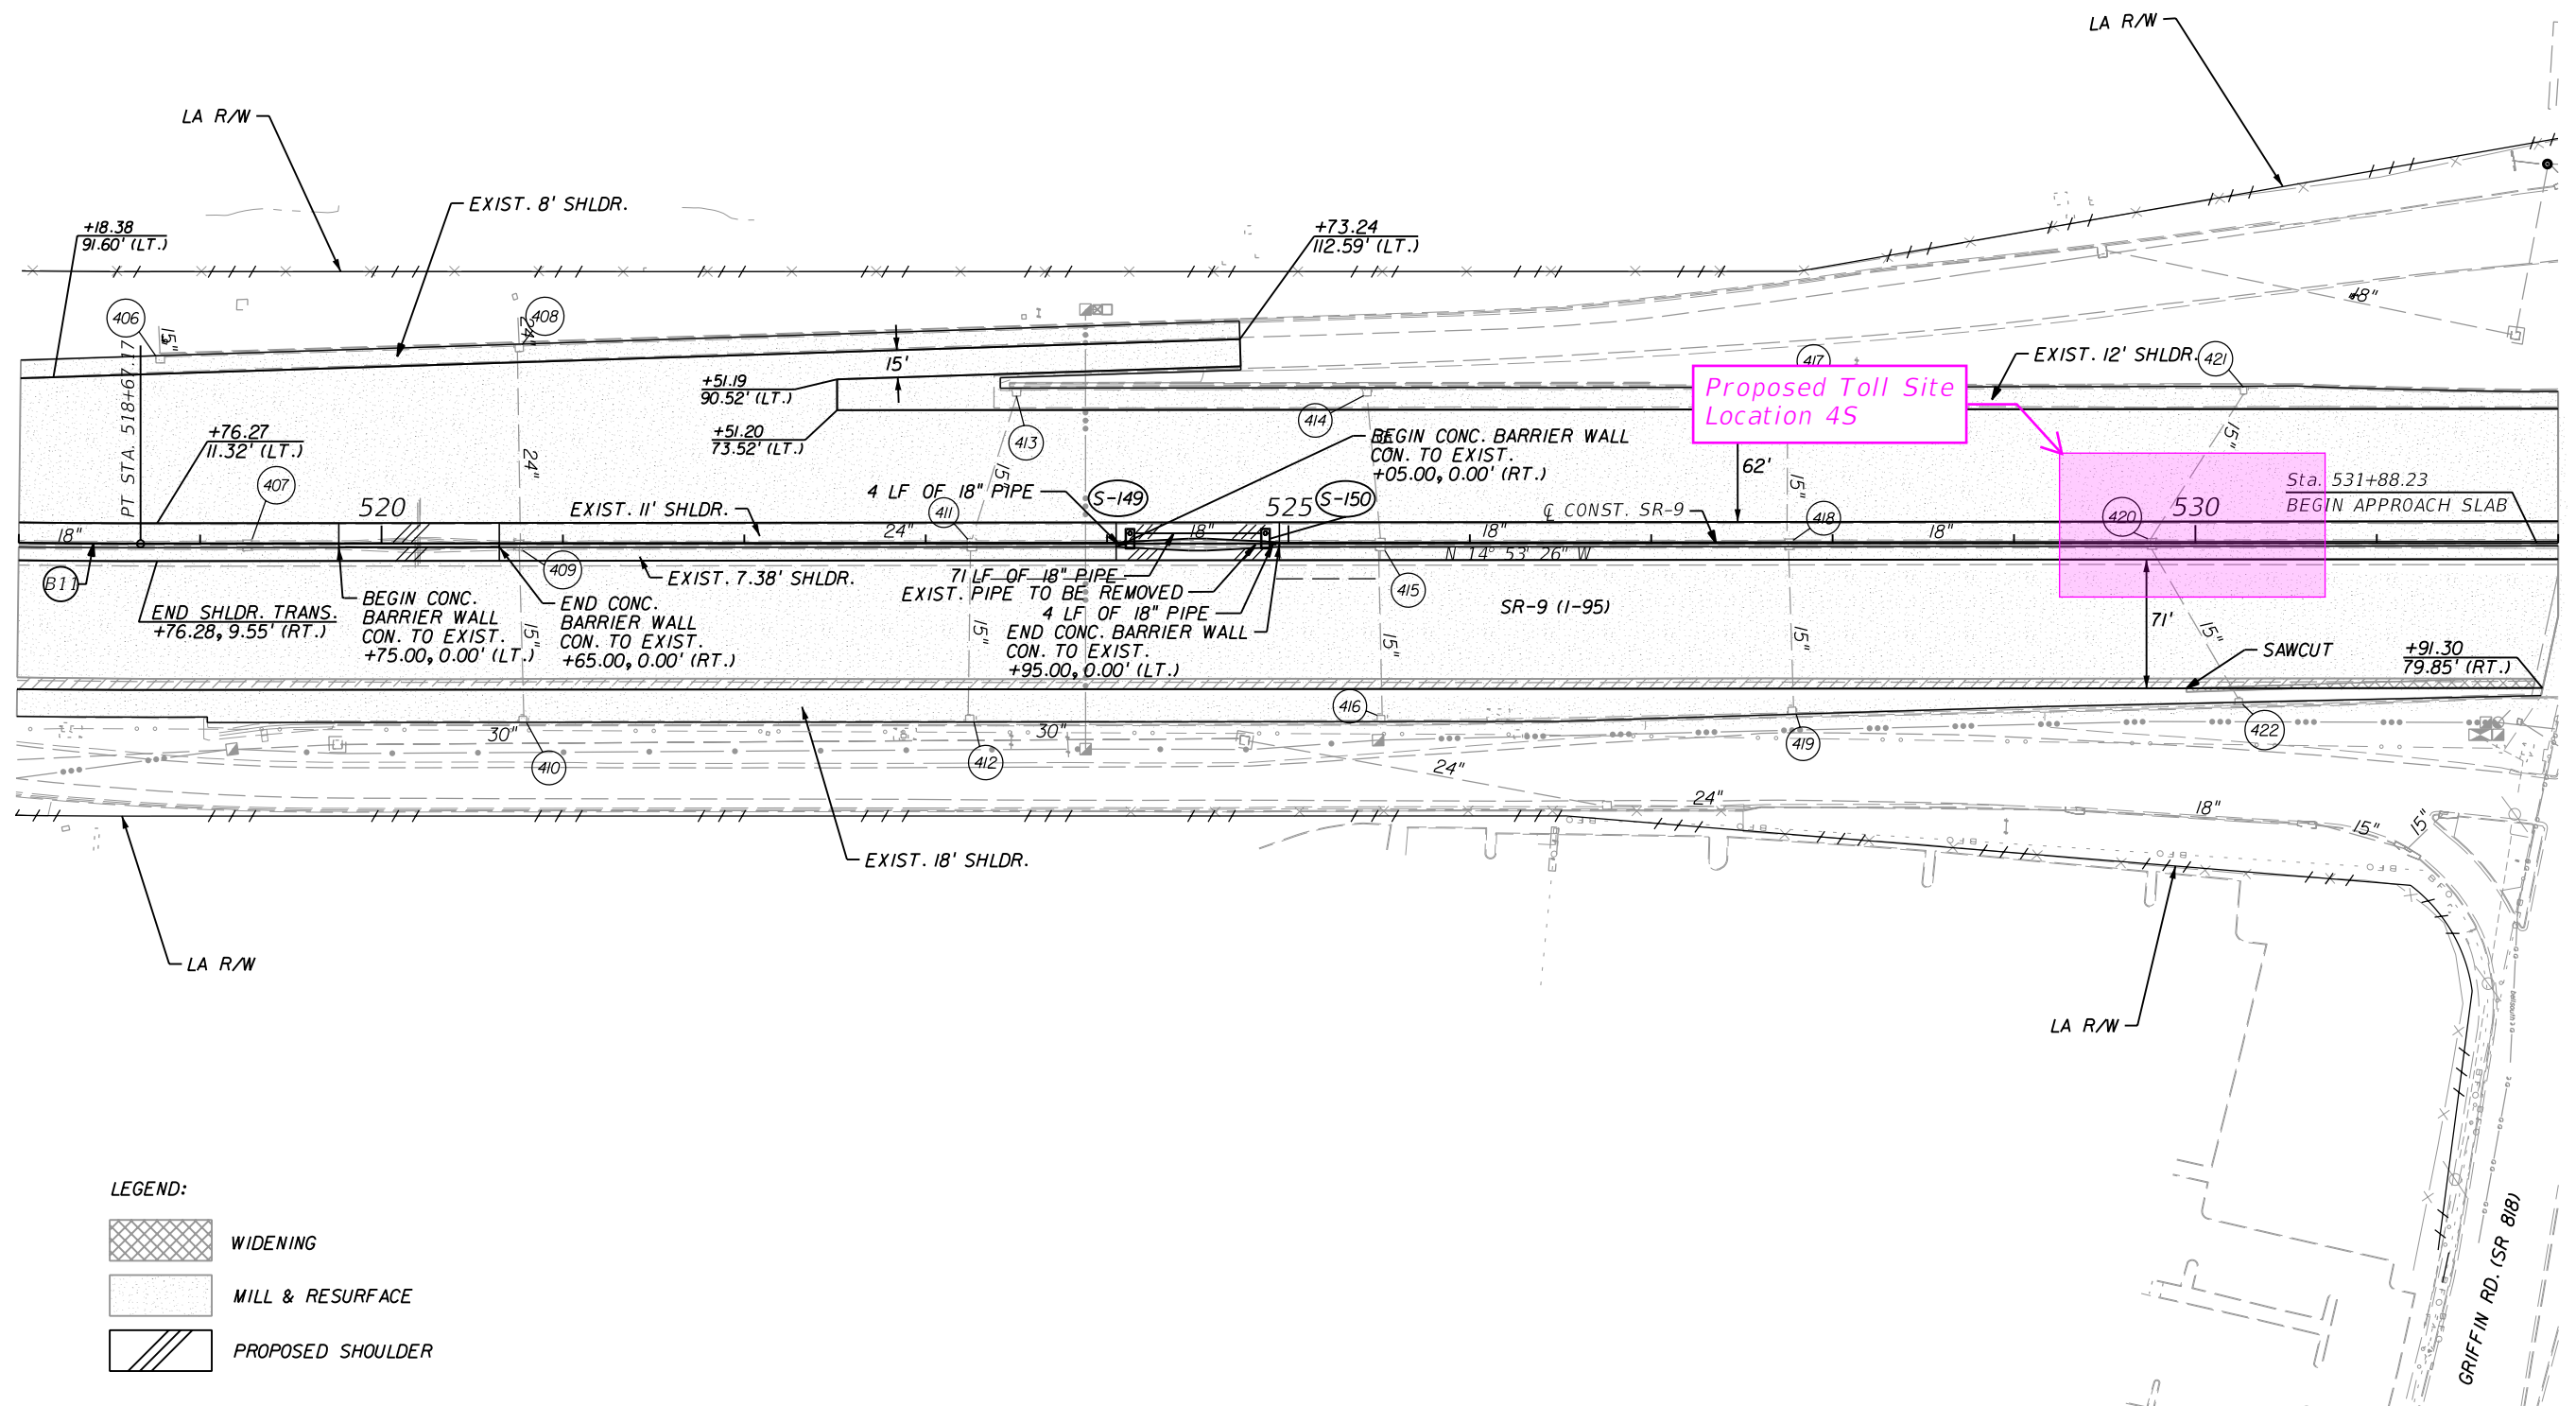 LA R/W
LA R/W
EXIST. 8' SHLDR.
+18.38
91.60' (LT.)
+73.24
112.59' (LT.)
18"
406
15"
24"
408
PT STA. 518+67.17
15'
+51.19
90.52' (LT.)
+51.20
73.52' (LT.)
413
414
417
EXIST. 12' SHLDR.
421
Proposed Toll Site
Location 4S
+76.27
11.32' (LT.)
407
24"
15"
BEGIN CONC. BARRIER WALL
CON. TO EXIST.
+05.00, 0.00' (RT.)
62'
15"
15"
4 LF OF 18" PIPE
S-149
S-150
520
525
530
Sta. 531+88.23
BEGIN APPROACH SLAB
EXIST. 11' SHLDR.
411
℄ CONST. SR-9
418
420
18"
24"
18"
18"
18"
N 14° 53' 26" W
B11
409
EXIST. 7.38' SHLDR.
71 LF OF 18" PIPE
EXIST. PIPE TO BE REMOVED
4 LF OF 18" PIPE
END CONC. BARRIER WALL
CON. TO EXIST.
+95.00, 0.00' (LT.)
415
SR-9 (I-95)
END SHLDR. TRANS.
+76.28, 9.55' (RT.)
BEGIN CONC.
BARRIER WALL
CON. TO EXIST.
+75.00, 0.00' (LT.)
END CONC.
BARRIER WALL
CON. TO EXIST.
+65.00, 0.00' (RT.)
15"
15"
15"
15"
15"
71'
SAWCUT
+91.30
79.85' (RT.)
416
30"
30"
410
412
419
422
24"
24"
18"
15"
15"
EXIST. 18' SHLDR.
LA R/W
LA R/W
GRIFFIN RD. (SR 818)
LEGEND:
WIDENING
MILL & RESURFACE
PROPOSED SHOULDER